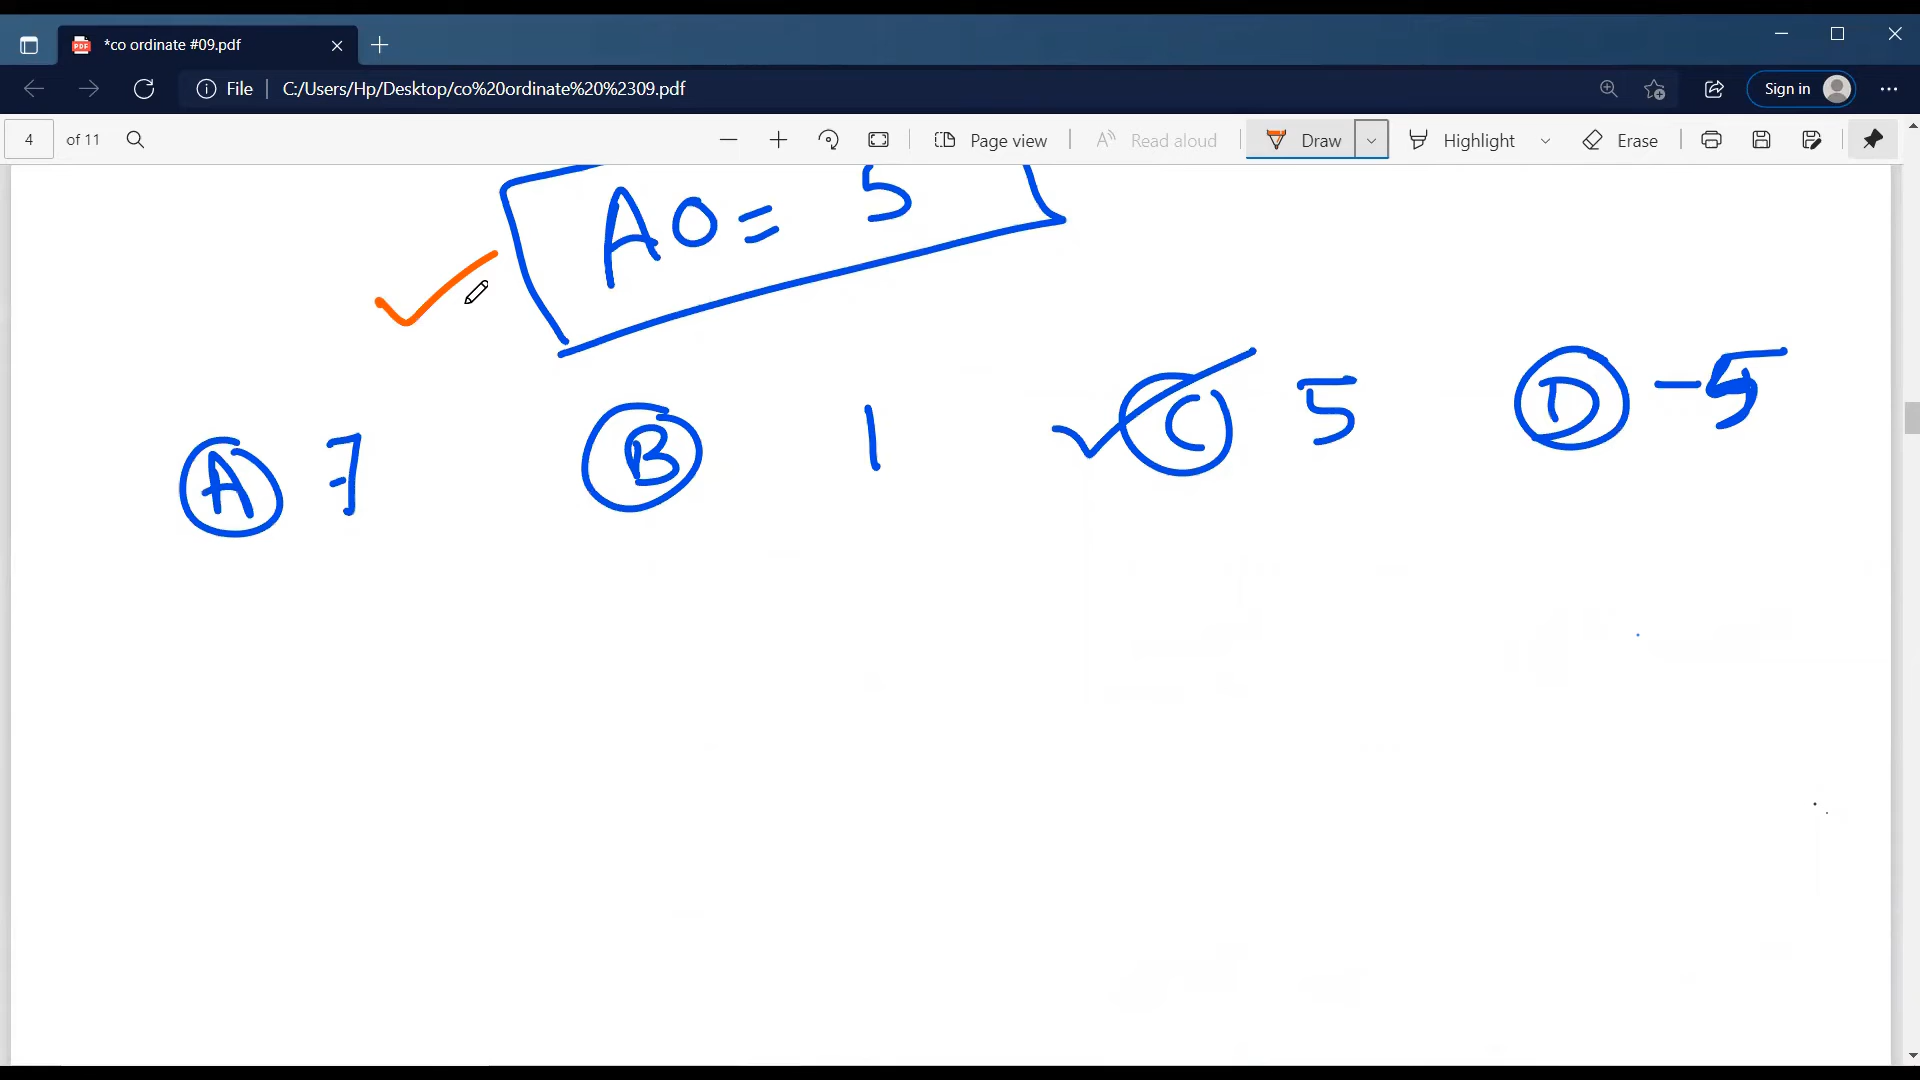 *co ordinate #09.pdf
File | C:/Users/Hp/Desktop/co%20ordinate%20%2309.pdf
Sign in
4 of 11
Page view
Read aloud
Draw
Highlight
Erase
AO = 5
A 7 B 1 C 5 D -5